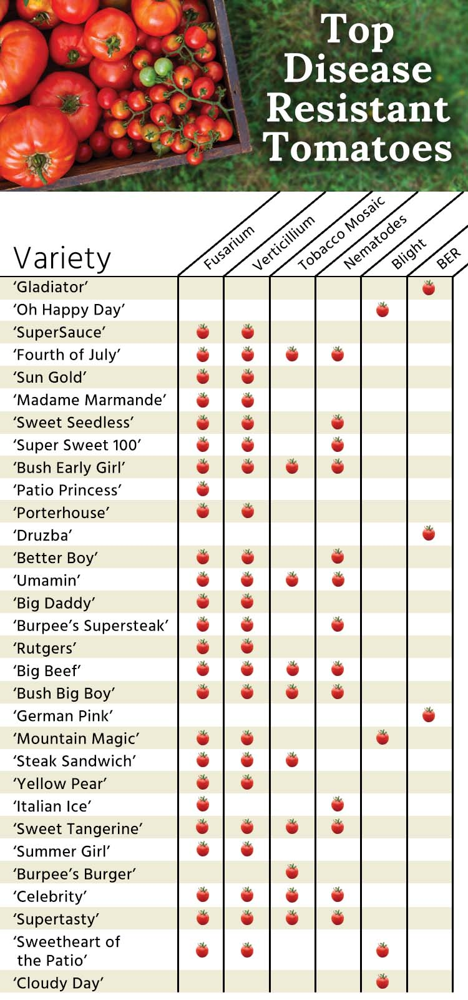 Top
Disease
Resistant
Tomatoes
Variety
Fusarium
Verticillium
Tobacco Mosaic
Nematodes
Blight
BER
‘Gladiator’
‘Oh Happy Day’
‘SuperSauce’
‘Fourth of July’
‘Sun Gold’
‘Madame Marmande’
‘Sweet Seedless’
‘Super Sweet 100’
‘Bush Early Girl’
‘Patio Princess’
‘Porterhouse’
‘Druzba’
‘Better Boy’
‘Umamin’
‘Big Daddy’
‘Burpee’s Supersteak’
‘Rutgers’
‘Big Beef’
‘Bush Big Boy’
‘German Pink’
‘Mountain Magic’
‘Steak Sandwich’
‘Yellow Pear’
‘Italian Ice’
‘Sweet Tangerine’
‘Summer Girl’
‘Burpee’s Burger’
‘Celebrity’
‘Supertasty’
‘Sweetheart of
the Patio’
‘Cloudy Day’